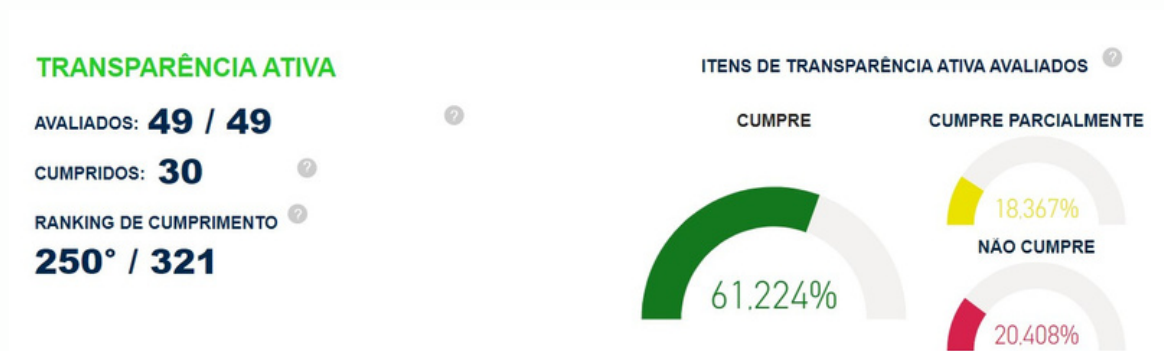 TRANSPARÊNCIA ATIVA
AVALIADOS: 49 / 49
CUMPRIDOS: 30
RANKING DE CUMPRIMENTO
250° / 321
ITENS DE TRANSPARÊNCIA ATIVA AVALIADOS
CUMPRE
61,224%
CUMPRE PARCIALMENTE
18,367%
NÃO CUMPRE
20,408%